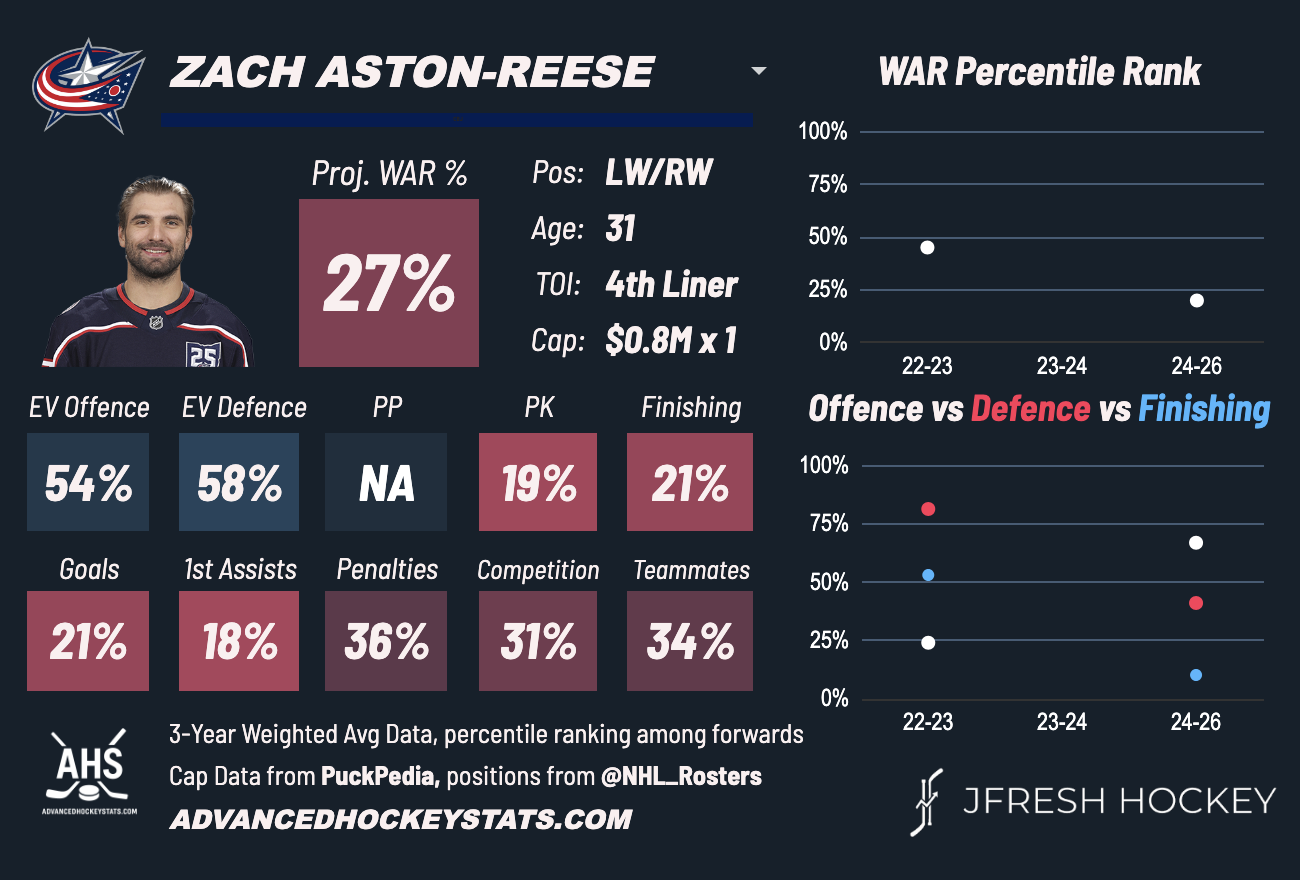 ZACH ASTON-REESE
Proj. WAR %
27%
Pos: LW/RW
Age: 31
TOI: 4th Liner
Cap: $0.8M x 1
25
EV Offence EV Defence PP PK Finishing
54% 58% NA 19% 21%
Goals 1st Assists Penalties Competition Teammates
21% 18% 36% 31% 34%
WAR Percentile Rank
100%
75%
50%
25%
0%
22-23 23-24 24-26
Offence vs Defence vs Finishing
100%
75%
50%
25%
0%
22-23 23-24 24-26
AHS
ADVANCEDHOCKEYSTATS.COM
3-Year Weighted Avg Data, percentile ranking among forwards
Cap Data from PuckPedia, positions from @NHL_Rosters
ADVANCEDHOCKEYSTATS.COM
JFRESH HOCKEY